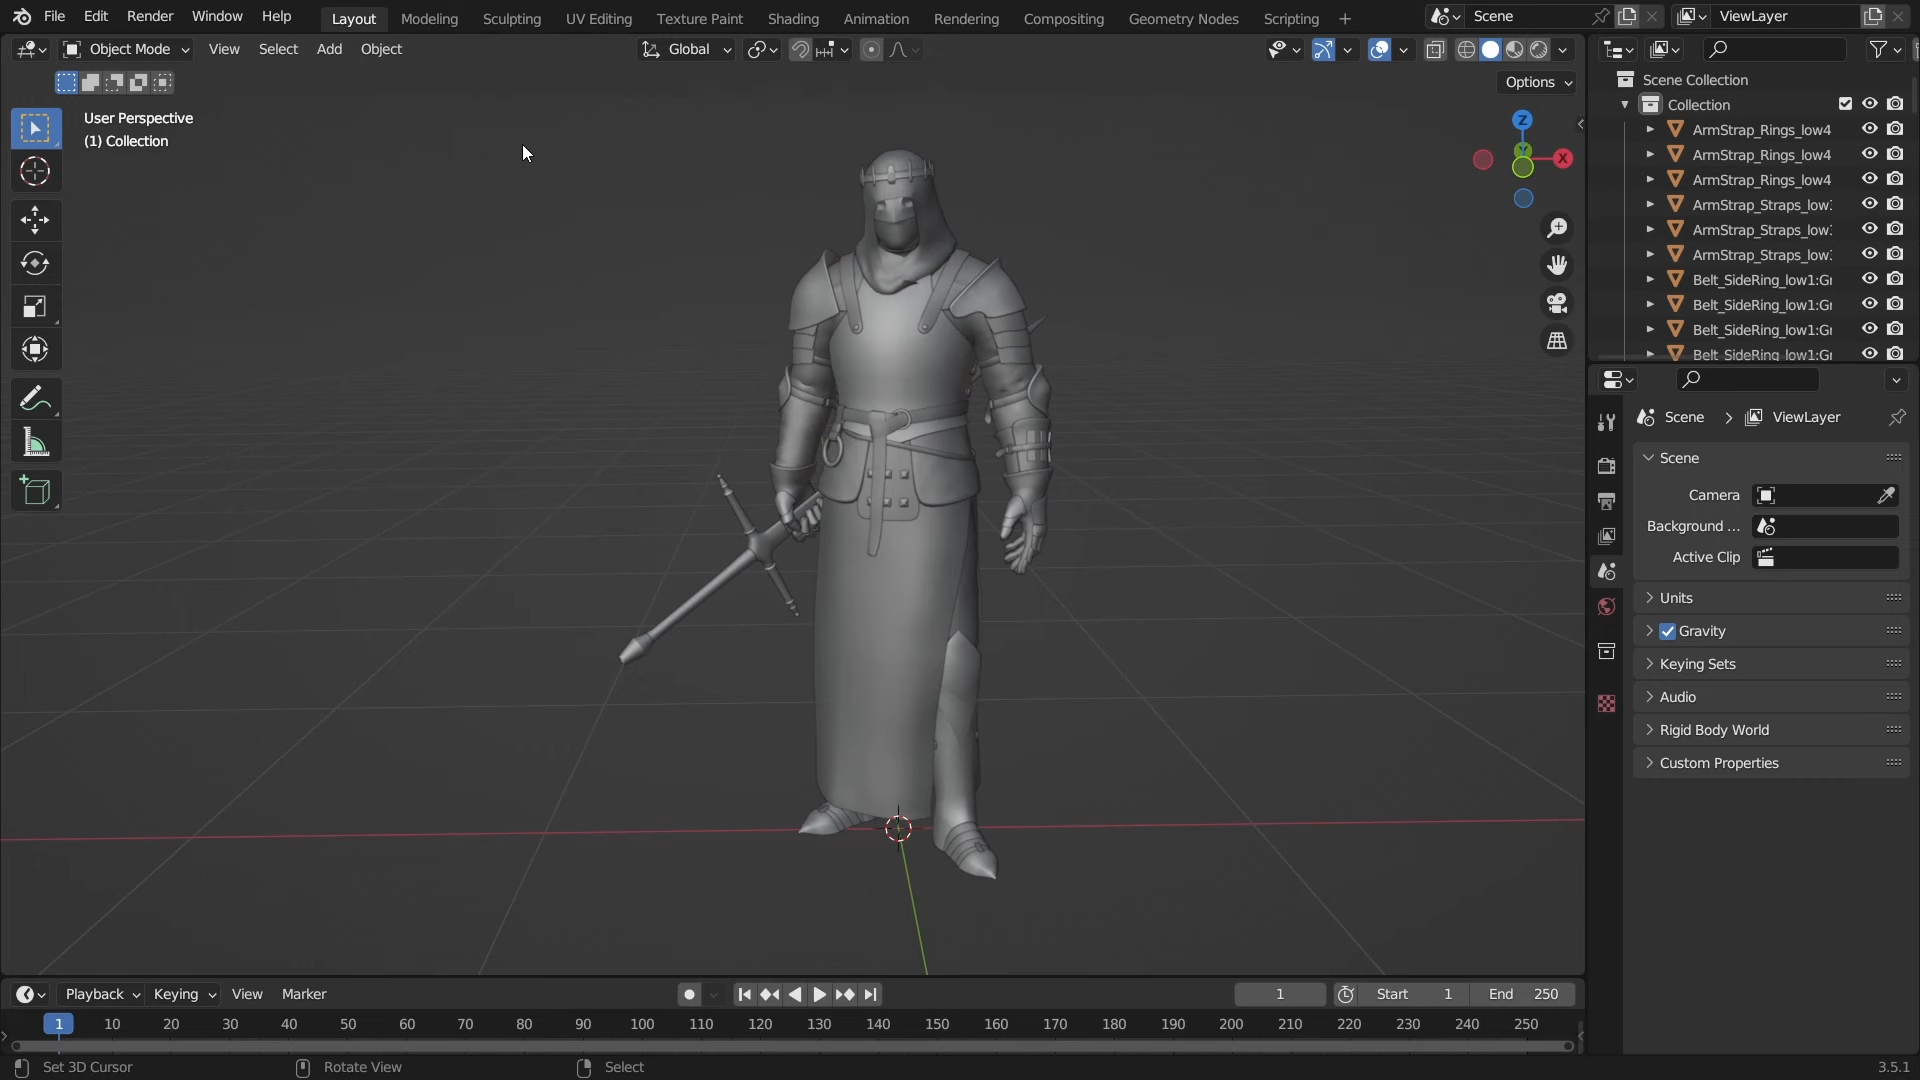 File Edit Render Window Help Layout Modeling Sculpting UV Editing Texture Paint Shading Animation Rendering Compositing Geometry Nodes Scripting + Scene ViewLayer
Object Mode View Select Add Object Global
Options
User Perspective
(1) Collection
Z
Y
X
Scene Collection
Collection
ArmStrap_Rings_low4
ArmStrap_Rings_low4
ArmStrap_Rings_low4
ArmStrap_Straps_low
ArmStrap_Straps_low
ArmStrap_Straps_low
Belt_SideRing_low1:Gr
Belt_SideRing_low1:Gr
Belt_SideRing_low1:Gr
Belt_SideRing_low1:Gr
Scene > ViewLayer
Scene
Camera
Background ...
Active Clip
Units
Gravity
Keying Sets
Audio
Rigid Body World
Custom Properties
Playback Keying View Marker 1 Start 1 End 250
1 10 20 30 40 50 60 70 80 90 100 110 120 130 140 150 160 170 180 190 200 210 220 230 240 250
Set 3D Cursor Rotate View Select 3.5.1